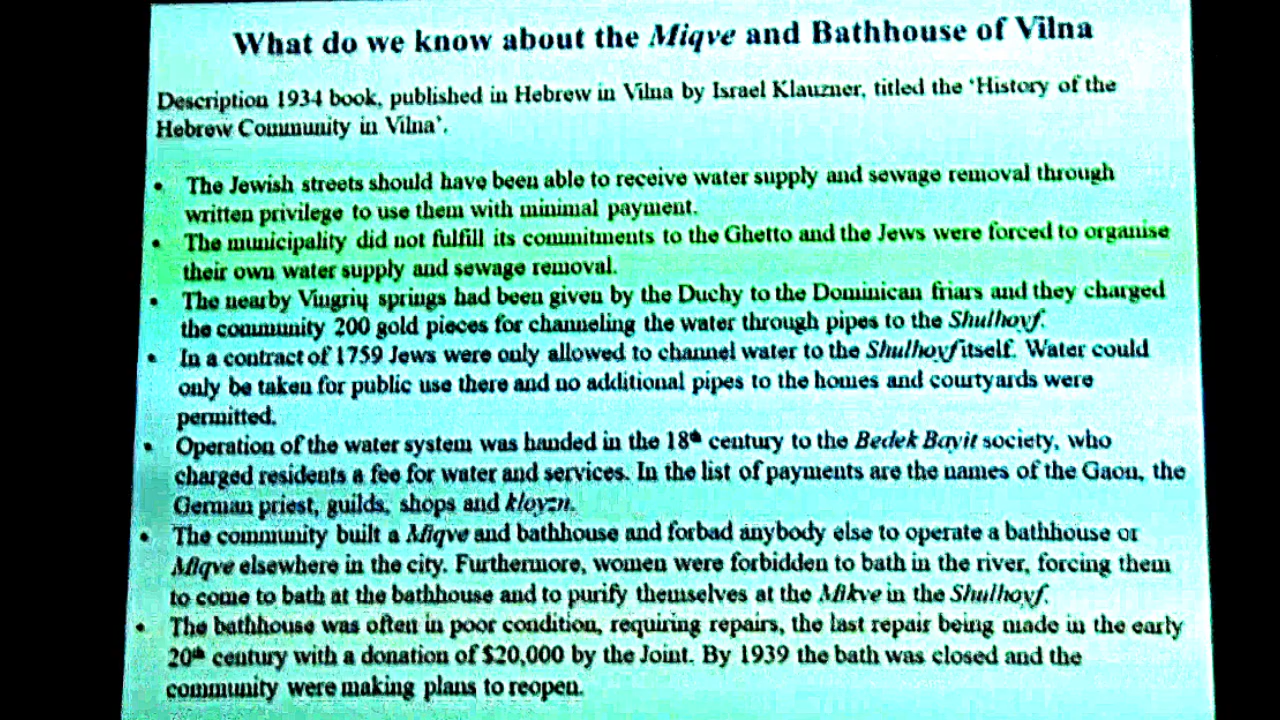 What do we know about the Miqve and Bathhouse of Vilna
Description 1934 book, published in Hebrew in Vilna by Israel Klauzner, titled the ‘History of the
Hebrew Community in Vilna’.
• The Jewish streets should have been able to receive water supply and sewage removal through
written privilege to use them with minimal payment.
• The municipality did not fulfill its commitments to the Ghetto and the Jews were forced to organise
their own water supply and sewage removal.
• The nearby Vingrių springs had been given by the Duchy to the Dominican friars and they charged
the community 200 gold pieces for channeling the water through pipes to the Shulhoyf.
• In a contract of 1759 Jews were only allowed to channel water to the Shulhoyf itself. Water could
only be taken for public use there and no additional pipes to the homes and courtyards were
permitted.
• Operation of the water system was handed in the 18th century to the Bedek Bayit society, who
charged residents a fee for water and services. In the list of payments are the names of the Gaon, the
German priest, guilds, shops and kloyzn.
• The community built a Miqve and bathhouse and forbad anybody else to operate a bathhouse or
Miqve elsewhere in the city. Furthermore, women were forbidden to bath in the river, forcing them
to come to bath at the bathhouse and to purify themselves at the Mikve in the Shulhoyf.
• The bathhouse was often in poor condition, requiring repairs, the last repair being made in the early
20th century with a donation of $20,000 by the Joint. By 1939 the bath was closed and the
community were making plans to reopen.